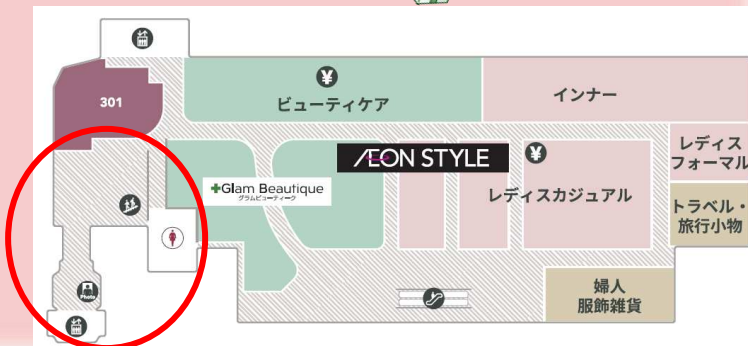 301
¥
ビューティケア
インナー
ÆON STYLE
¥
レディス
フォーマル
Glam Beautique
グラムビューティーク
レディスカジュアル
トラベル・
旅行小物
Photo
婦人
服飾雑貨